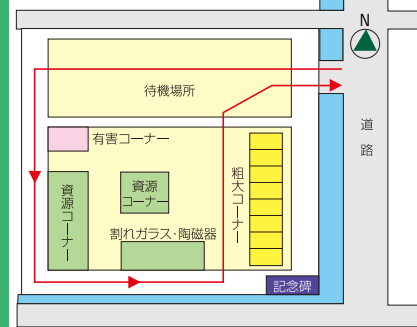 N
待機場所
道路
有害コーナー
資源コーナー
資源
コーナー
粗大コーナー
割れガラス・陶磁器
記念碑